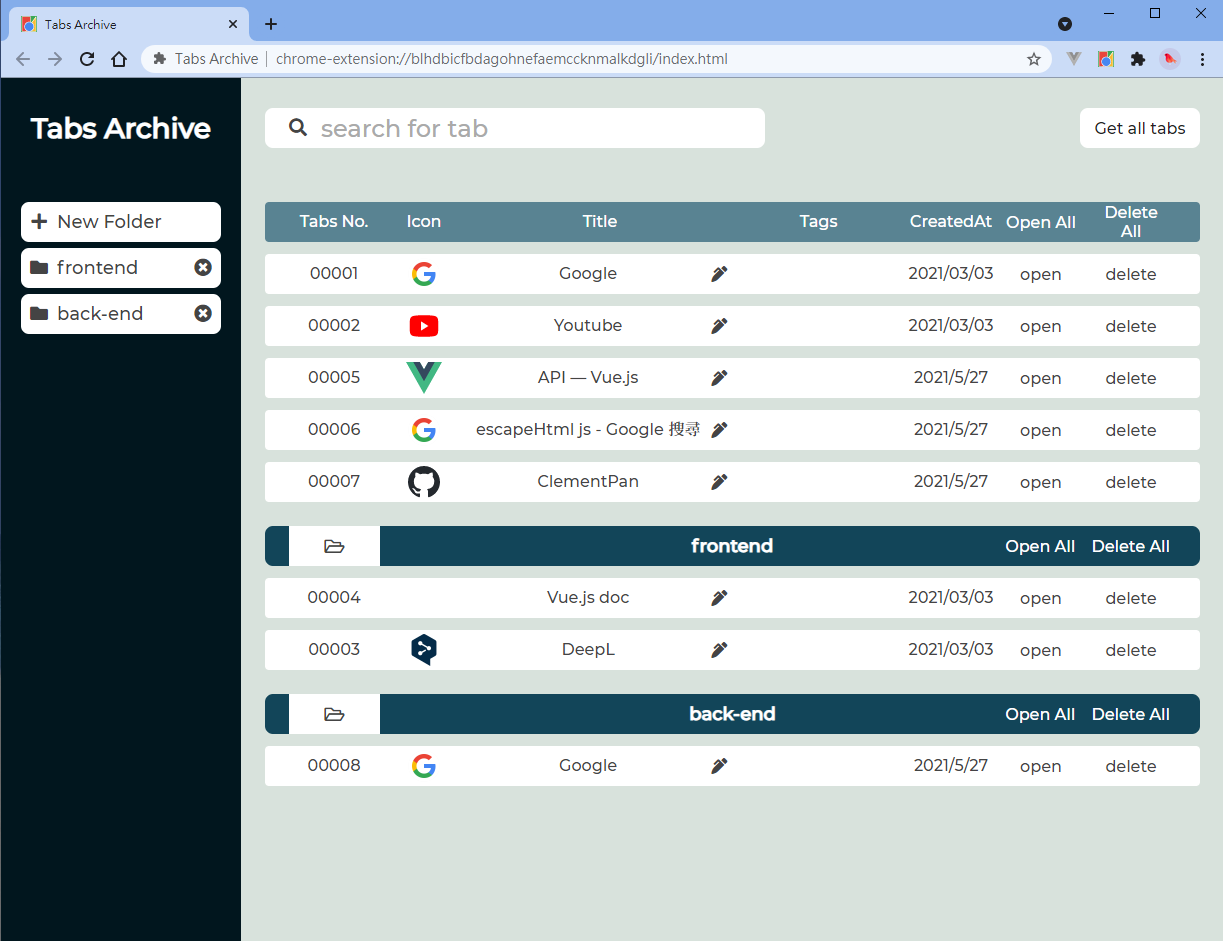 Tabs Archive
Tabs Archive | chrome-extension://blhdbicfbdagohnefaemccknmalkdgli/index.html
Tabs Archive
search for tab
Get all tabs
New Folder
frontend
back-end
Tabs No. Icon Title Tags CreatedAt Open All Delete All
00001 Google 2021/03/03 open delete
00002 Youtube 2021/03/03 open delete
00005 API — Vue.js 2021/5/27 open delete
00006 escapeHtml js - Google 搜尋 2021/5/27 open delete
00007 ClementPan 2021/5/27 open delete
frontend Open All Delete All
00004 Vue.js doc 2021/03/03 open delete
00003 DeepL 2021/03/03 open delete
back-end Open All Delete All
00008 Google 2021/5/27 open delete